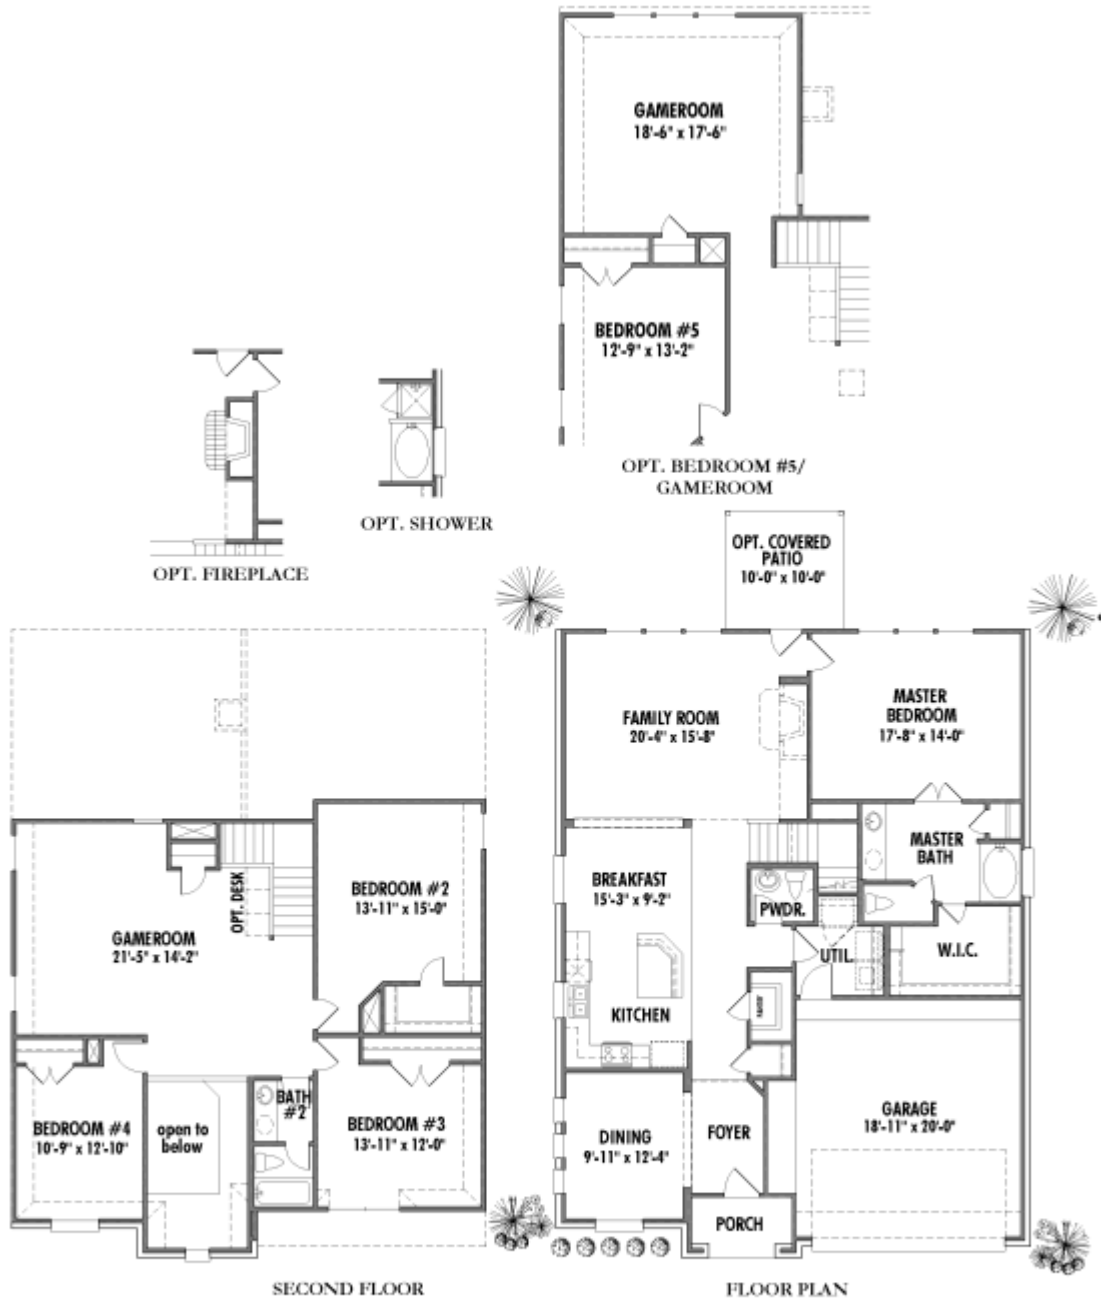 GAMEROOM
18'-6" x 17'-6"
BEDROOM #5
12'-9" x 13'-2"
OPT. BEDROOM #5/
GAMEROOM
OPT. SHOWER
OPT. FIREPLACE
OPT. COVERED
PATIO
10'-0" x 10'-0"
FAMILY ROOM
20'-4" x 15'-8"
MASTER
BEDROOM
17'-8" x 14'-0"
MASTER
BATH
BREAKFAST
15'-3" x 9'-2"
PWDR.
UTIL.
W.I.C.
KITCHEN
GARAGE
18'-11" x 20'-0"
DINING
9'-11" x 12'-4"
FOYER
PORCH
FLOOR PLAN
OPT. DESK
BEDROOM #2
13'-11" x 15'-0"
GAMEROOM
21'-5" x 14'-2"
BATH
#2
BEDROOM #3
13'-11" x 12'-0"
BEDROOM #4
10'-9" x 12'-10"
open to
below
SECOND FLOOR